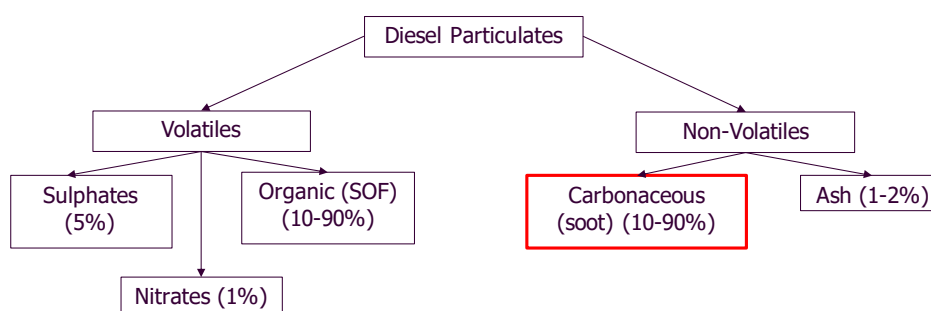 Diesel Particulates
Volatiles
Non-Volatiles
Sulphates
(5%)
Organic (SOF)
(10-90%)
Carbonaceous
(soot) (10-90%)
Ash (1-2%)
Nitrates (1%)